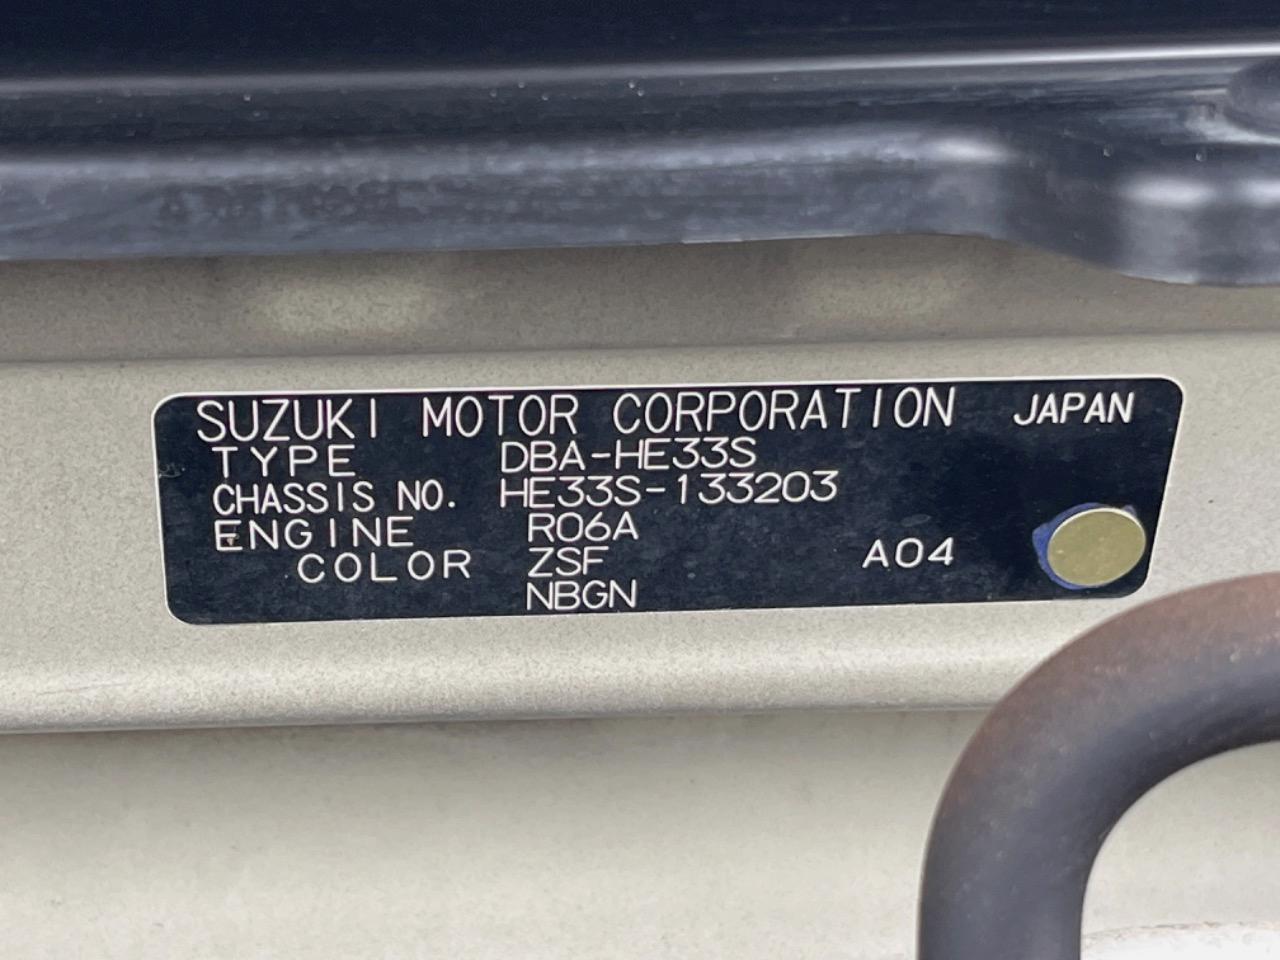 SUZUKI MOTOR CORPORATION JAPAN
TYPE DBA-HE33S
CHASSIS NO. HE33S-133203
ENGINE R06A
COLOR ZSF A04
NBGN